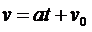 v = at + v₀